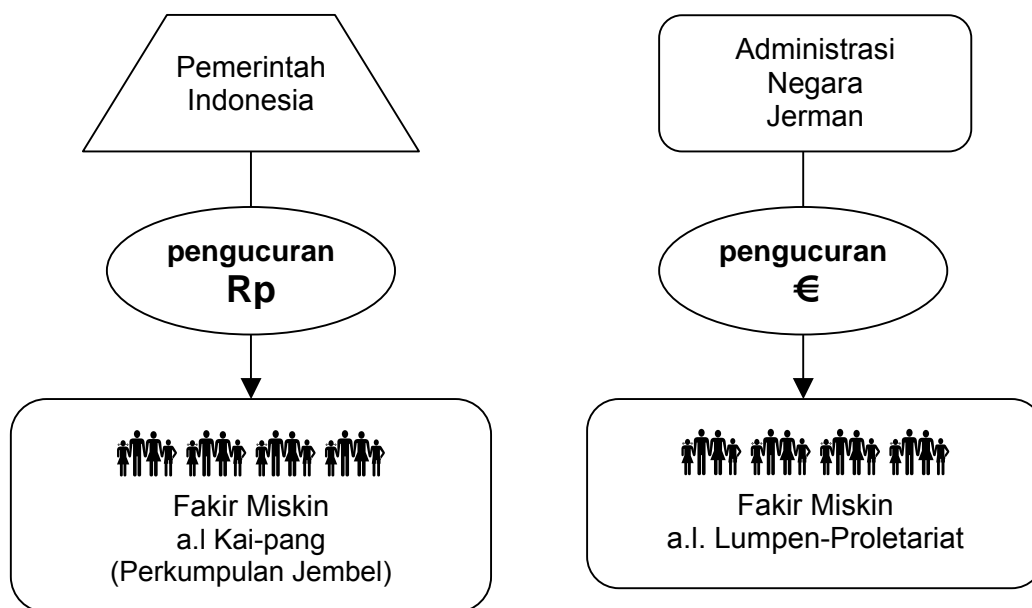 Pemerintah
Indonesia
pengucuran
Rp
Fakir Miskin
a.l Kai-pang
(Perkumpulan Jembel)
Administrasi
Negara
Jerman
pengucuran
€
Fakir Miskin
a.l. Lumpen-Proletariat